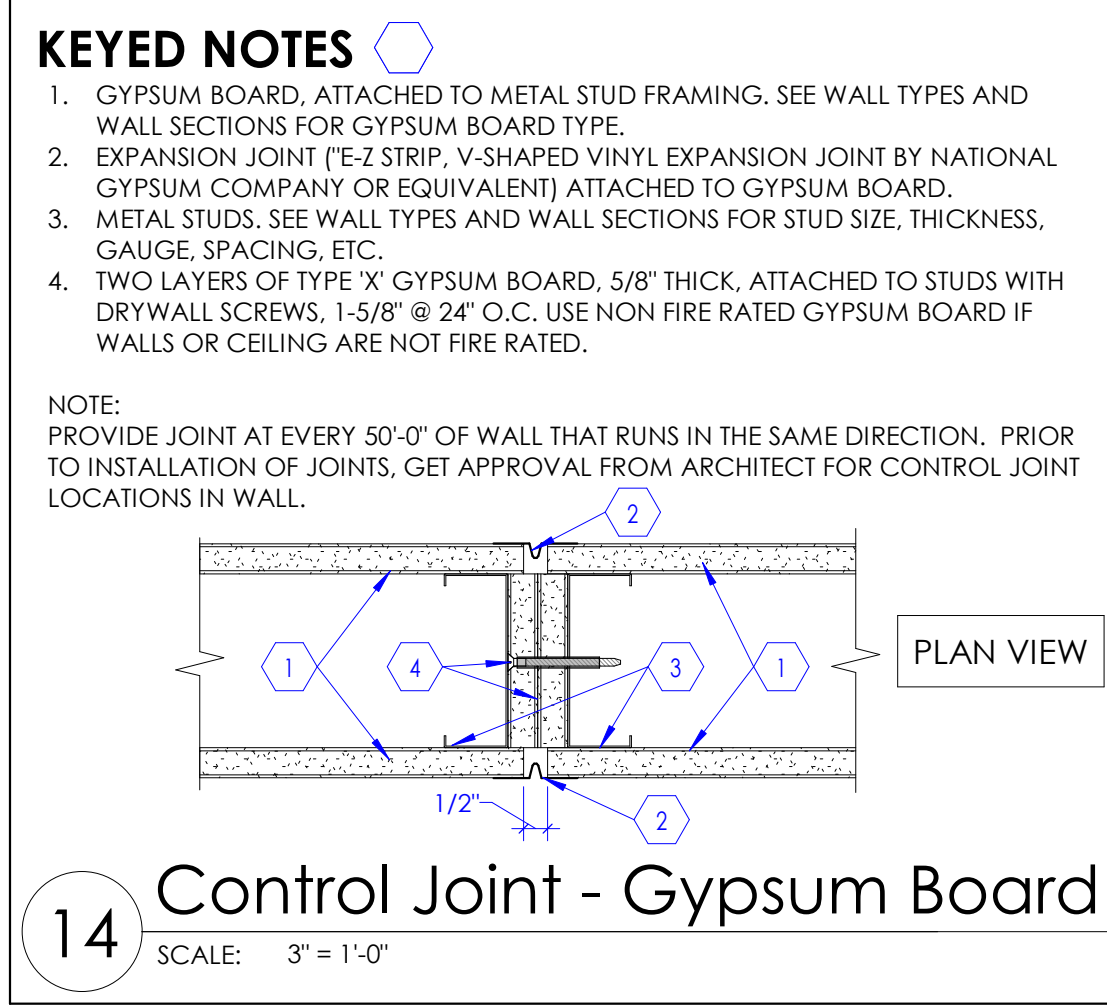 KEYED NOTES
1. GYPSUM BOARD, ATTACHED TO METAL STUD FRAMING. SEE WALL TYPES AND
WALL SECTIONS FOR GYPSUM BOARD TYPE.
2. EXPANSION JOINT ("E-Z STRIP, V-SHAPED VINYL EXPANSION JOINT BY NATIONAL
GYPSUM COMPANY OR EQUIVALENT) ATTACHED TO GYPSUM BOARD.
3. METAL STUDS. SEE WALL TYPES AND WALL SECTIONS FOR STUD SIZE, THICKNESS,
GAUGE, SPACING, ETC.
4. TWO LAYERS OF TYPE 'X' GYPSUM BOARD, 5/8" THICK, ATTACHED TO STUDS WITH
DRYWALL SCREWS, 1-5/8" @ 24" O.C. USE NON FIRE RATED GYPSUM BOARD IF
WALLS OR CEILING ARE NOT FIRE RATED.
NOTE:
PROVIDE JOINT AT EVERY 50'-0" OF WALL THAT RUNS IN THE SAME DIRECTION. PRIOR
TO INSTALLATION OF JOINTS, GET APPROVAL FROM ARCHITECT FOR CONTROL JOINT
LOCATIONS IN WALL.
2
1 4 3 1
PLAN VIEW
1/2"
2
14
Control Joint - Gypsum Board
SCALE: 3" = 1'-0"